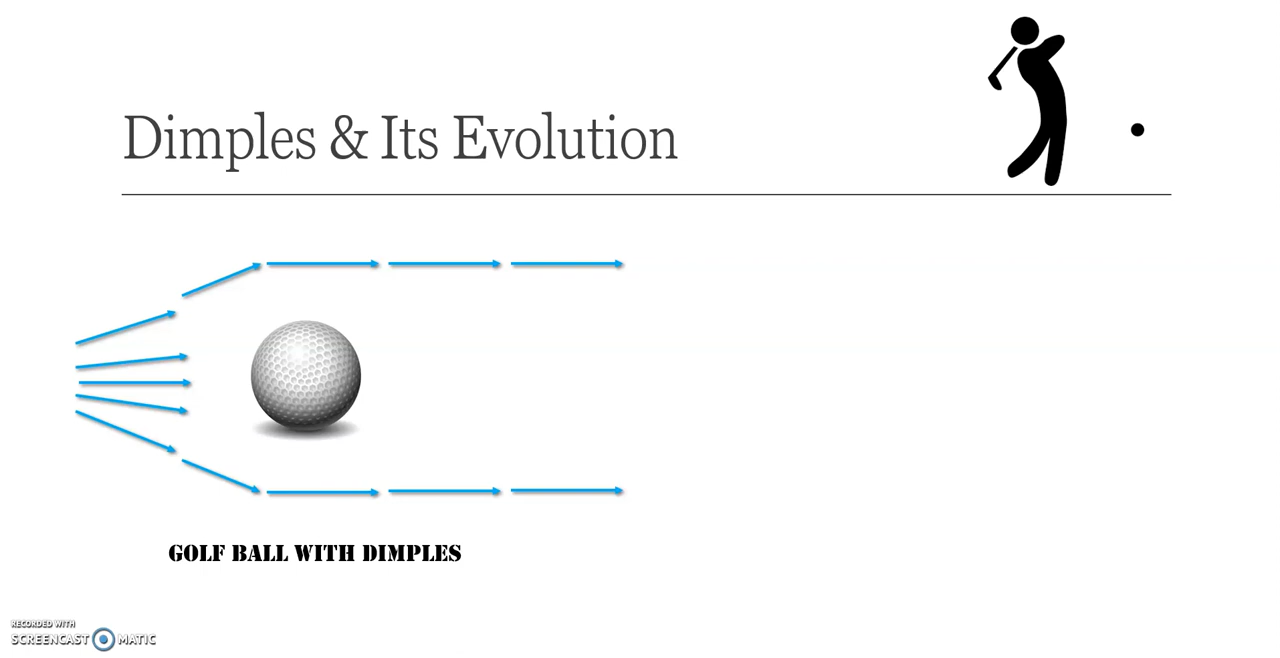 Dimples & Its Evolution
GOLF BALL WITH DIMPLES
RECORDED WITH
SCREENCAST MATIC